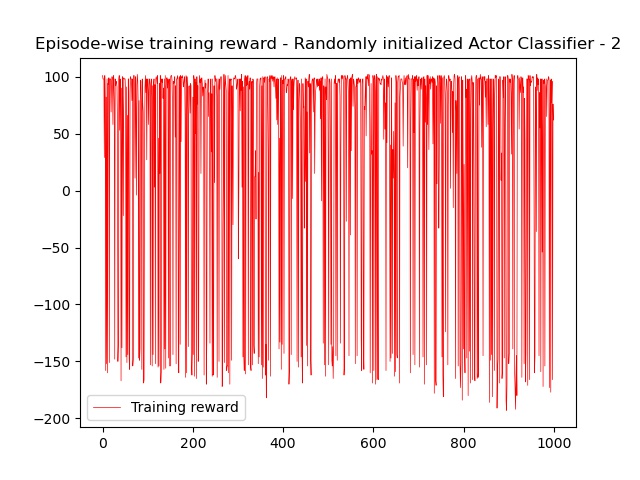 Episode-wise training reward - Randomly initialized Actor Classifier - 2
100
50
0
−50
−100
−150
−200
Training reward
0 200 400 600 800 1000